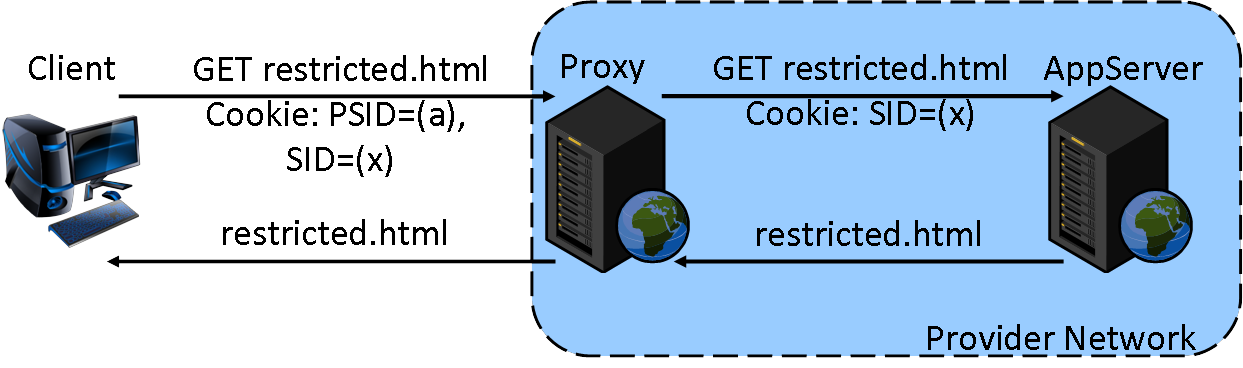 Client
GET restricted.html
Cookie: PSID=(a),
SID=(x)
restricted.html
Proxy
GET restricted.html
Cookie: SID=(x)
restricted.html
AppServer
Provider Network